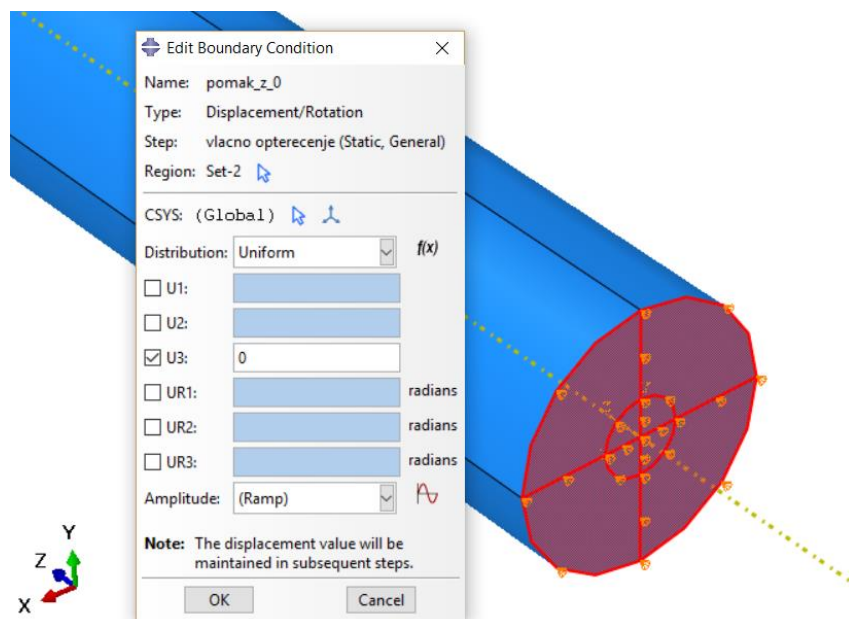 Edit Boundary Condition
Name: pomak_z_0
Type: Displacement/Rotation
Step: vlacno opterecenje (Static, General)
Region: Set-2
CSYS: (Global)
Distribution: Uniform f(x)
U1:
U2:
U3: 0
UR1: radians
UR2: radians
UR3: radians
Amplitude: (Ramp)
Note: The displacement value will be
maintained in subsequent steps.
OK Cancel
Y
Z
X